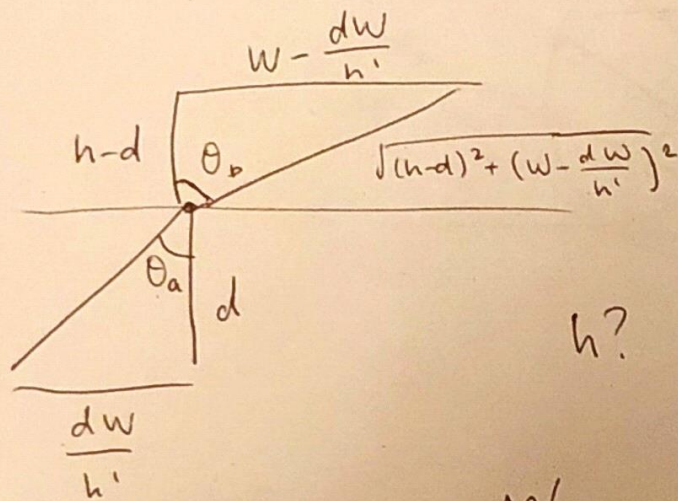 W - dW/h'
h-d
θb
√((h-d)² + (W - dW/h')²)
θa
d
h?
dW/h'